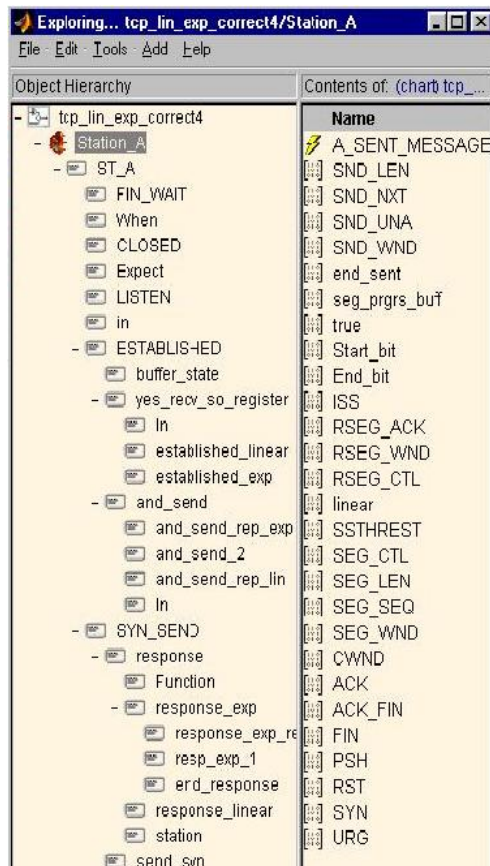 Exploring... tcp_lin_exp_correct4/Station_A
File Edit Tools Add Help
Object Hierarchy
tcp_lin_exp_correct4
Station_A
ST_A
FIN_WAIT
When
CLOSED
Expect
LISTEN
in
ESTABLISHED
buffer_state
yes_recv_so_register
In
established_linear
established_exp
and_send
and_send_rep_exp
and_send_2
and_send_rep_lin
In
SYN_SEND
response
Function
response_exp
response_exp_re
resp_exp_1
end_response
response_linear
station
send_syn
Contents of: (chart) tcp_...
Name
A_SENT_MESSAGE
SND_LEN
SND_NXT
SND_UNA
SND_WND
end_sent
seg_prgrs_buf
true
Start_bit
End_bit
ISS
RSEG_ACK
RSEG_WND
RSEG_CTL
linear
SSTHREST
SEG_CTL
SEG_LEN
SEG_SEQ
SEG_WND
CWND
ACK
ACK_FIN
FIN
PSH
RST
SYN
URG